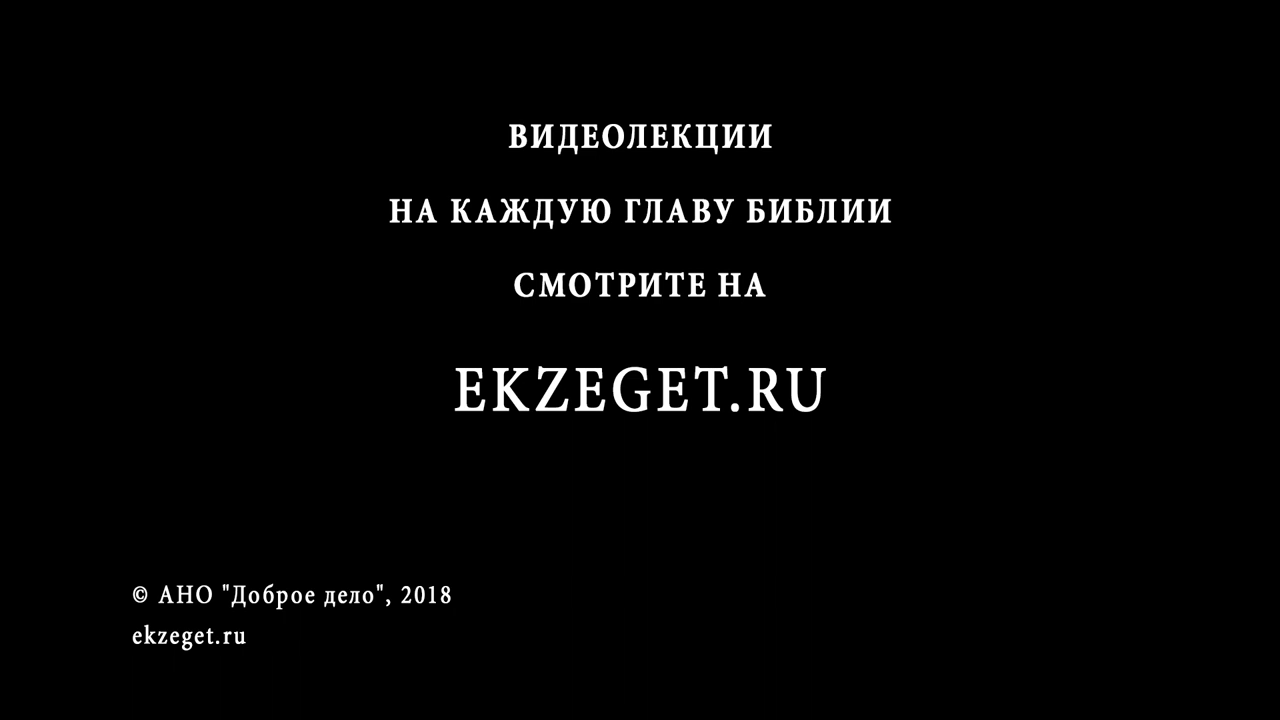 ВИДЕОЛЕКЦИИ
НА КАЖДУЮ ГЛАВУ БИБЛИИ
СМОТРИТЕ НА
EKZEGET.RU
© АНО "Доброе дело", 2018
ekzeget.ru